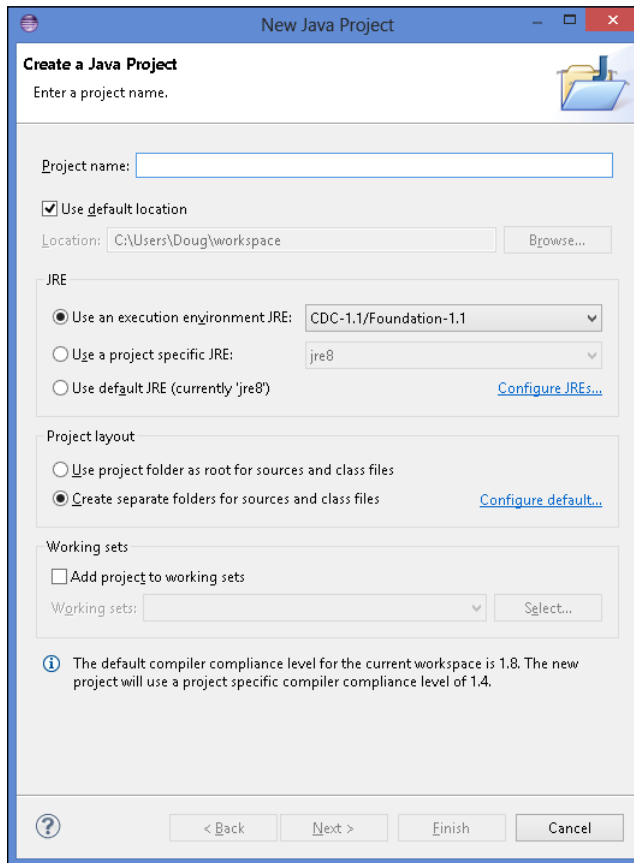 New Java Project
Create a Java Project
Enter a project name.
Project name:
Use default location
Location: C:\Users\Doug\workspace Browse...
JRE
Use an execution environment JRE: CDC-1.1/Foundation-1.1
Use a project specific JRE: jre8
Use default JRE (currently 'jre8') Configure JREs...
Project layout
Use project folder as root for sources and class files
Create separate folders for sources and class files Configure default...
Working sets
Add project to working sets
Working sets: Select...
The default compiler compliance level for the current workspace is 1.8. The new
project will use a project specific compiler compliance level of 1.4.
< Back Next > Finish Cancel